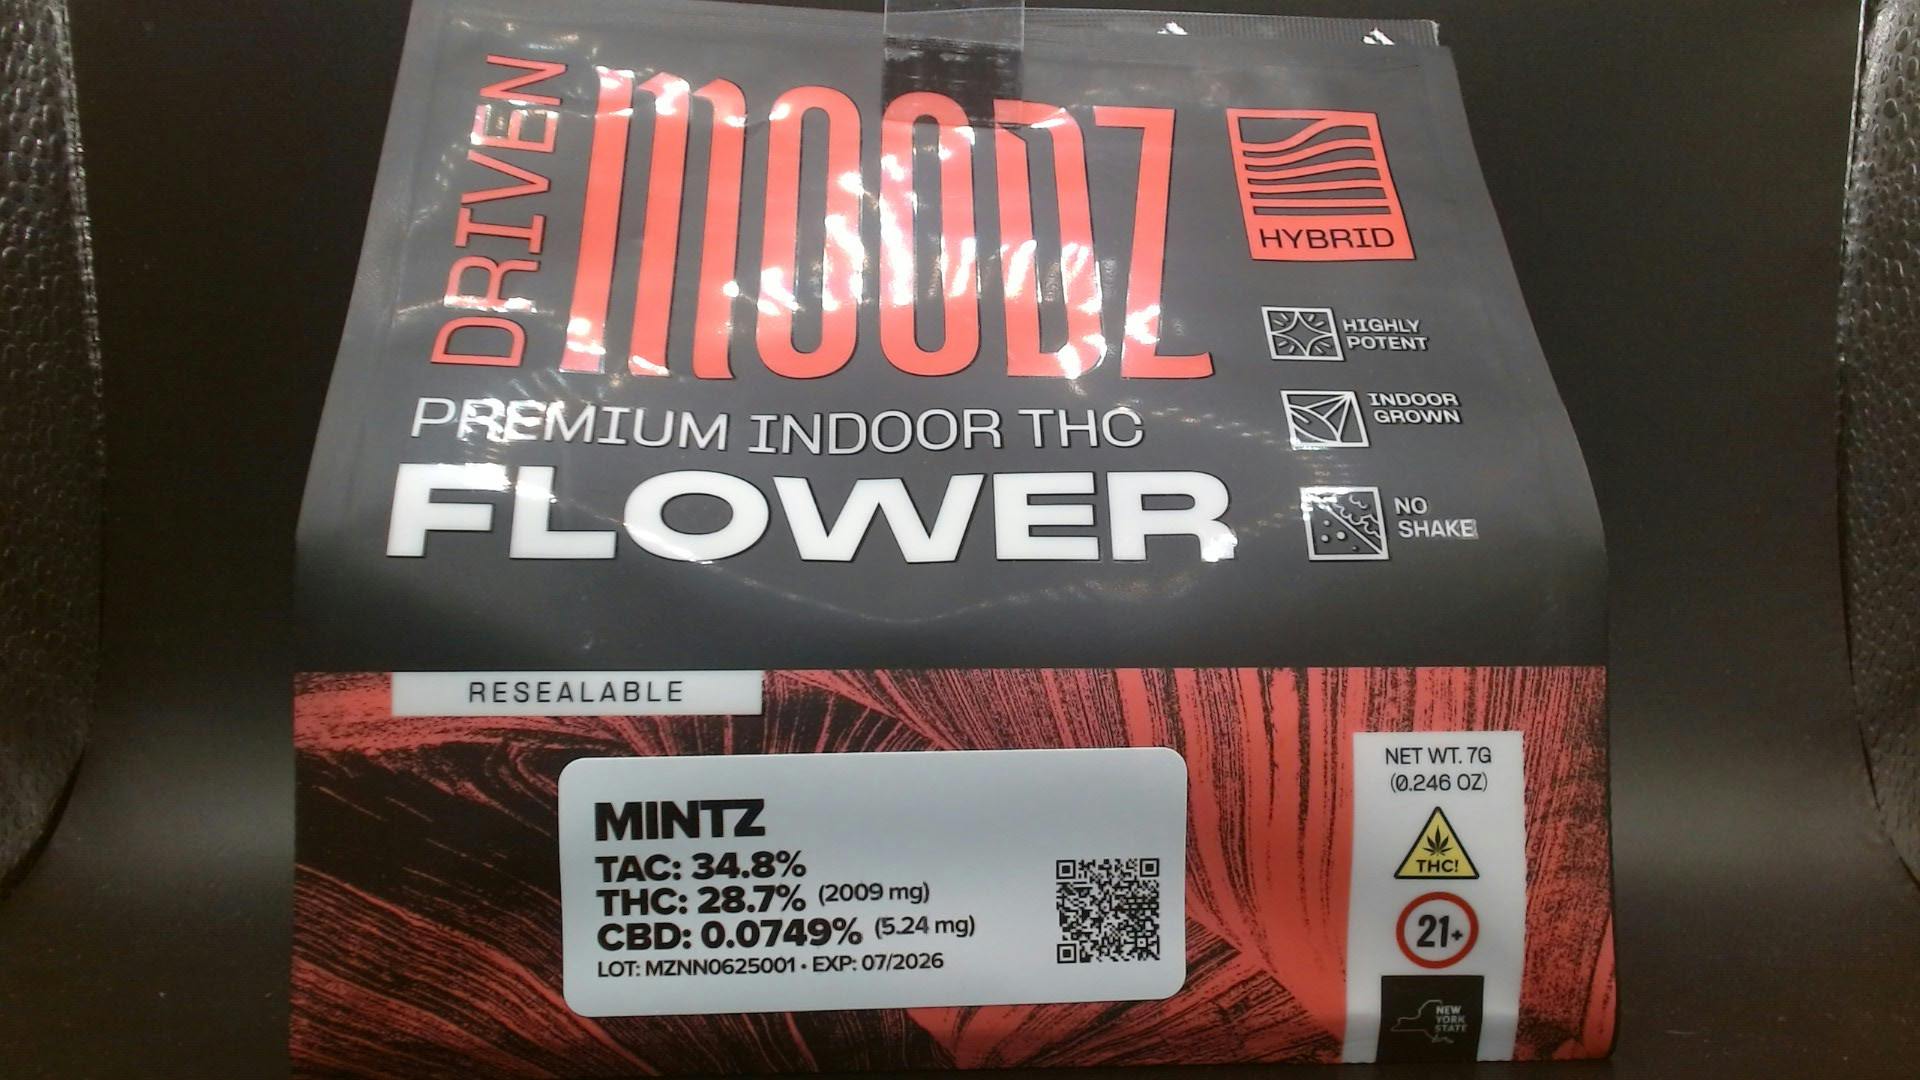 DRIVEN
MOODZ
HYBRID
HIGHLY
POTENT
INDOOR
GROWN
NO
SHAKE
PREMIUM INDOOR THC
FLOWER
RESEALABLE
MINTZ
TAC: 34.8%
THC: 28.7% (2009 mg)
CBD: 0.0749% (5.24 mg)
LOT: MZNN0625001 • EXP: 07/2026
NET WT. 7G
(0.246 OZ)
THC!
21+
NEW
YORK
STATE